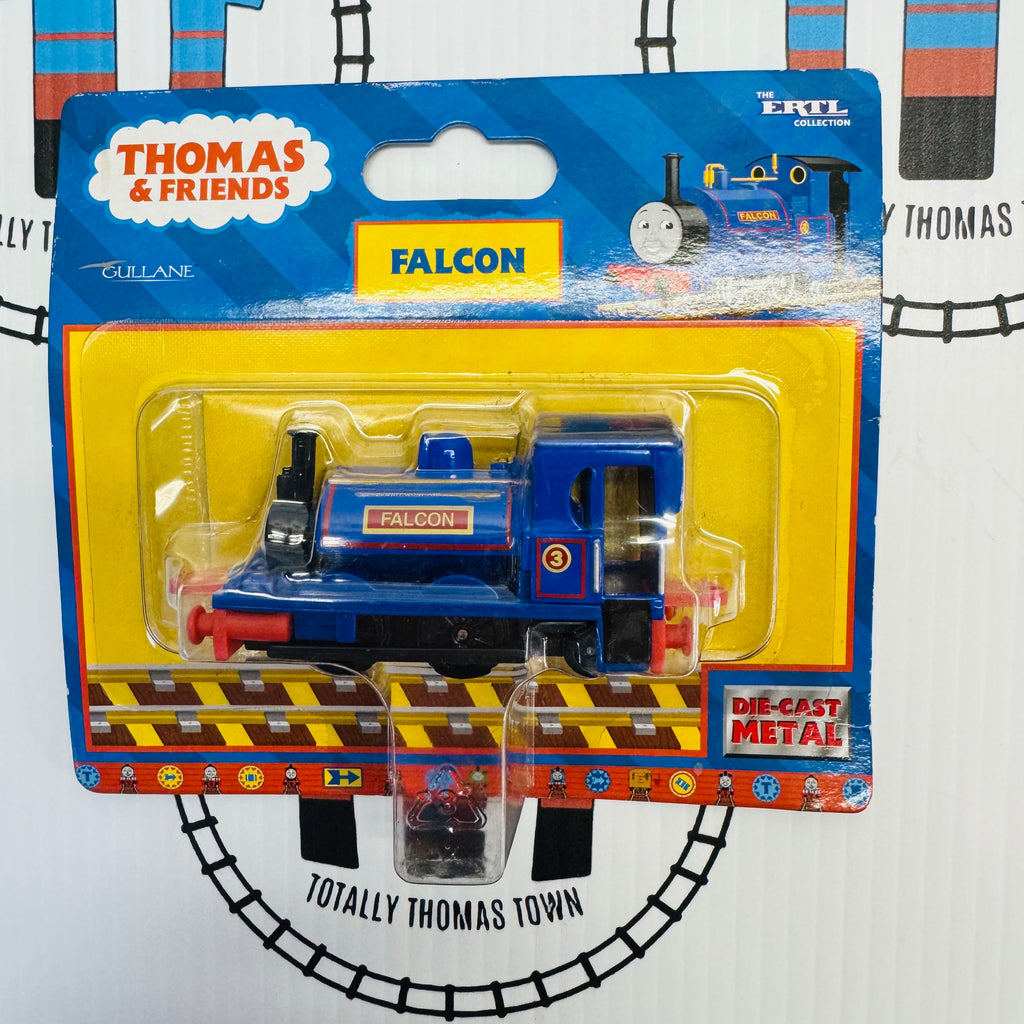 THE
ERTL
COLLECTION
THOMAS
& FRIENDS
GULLANE
FALCON
FALCON
LLY T
Y THOMAS
FALCON
3
DIE-CAST
METAL
T
T
TOTALLY THOMAS TOWN